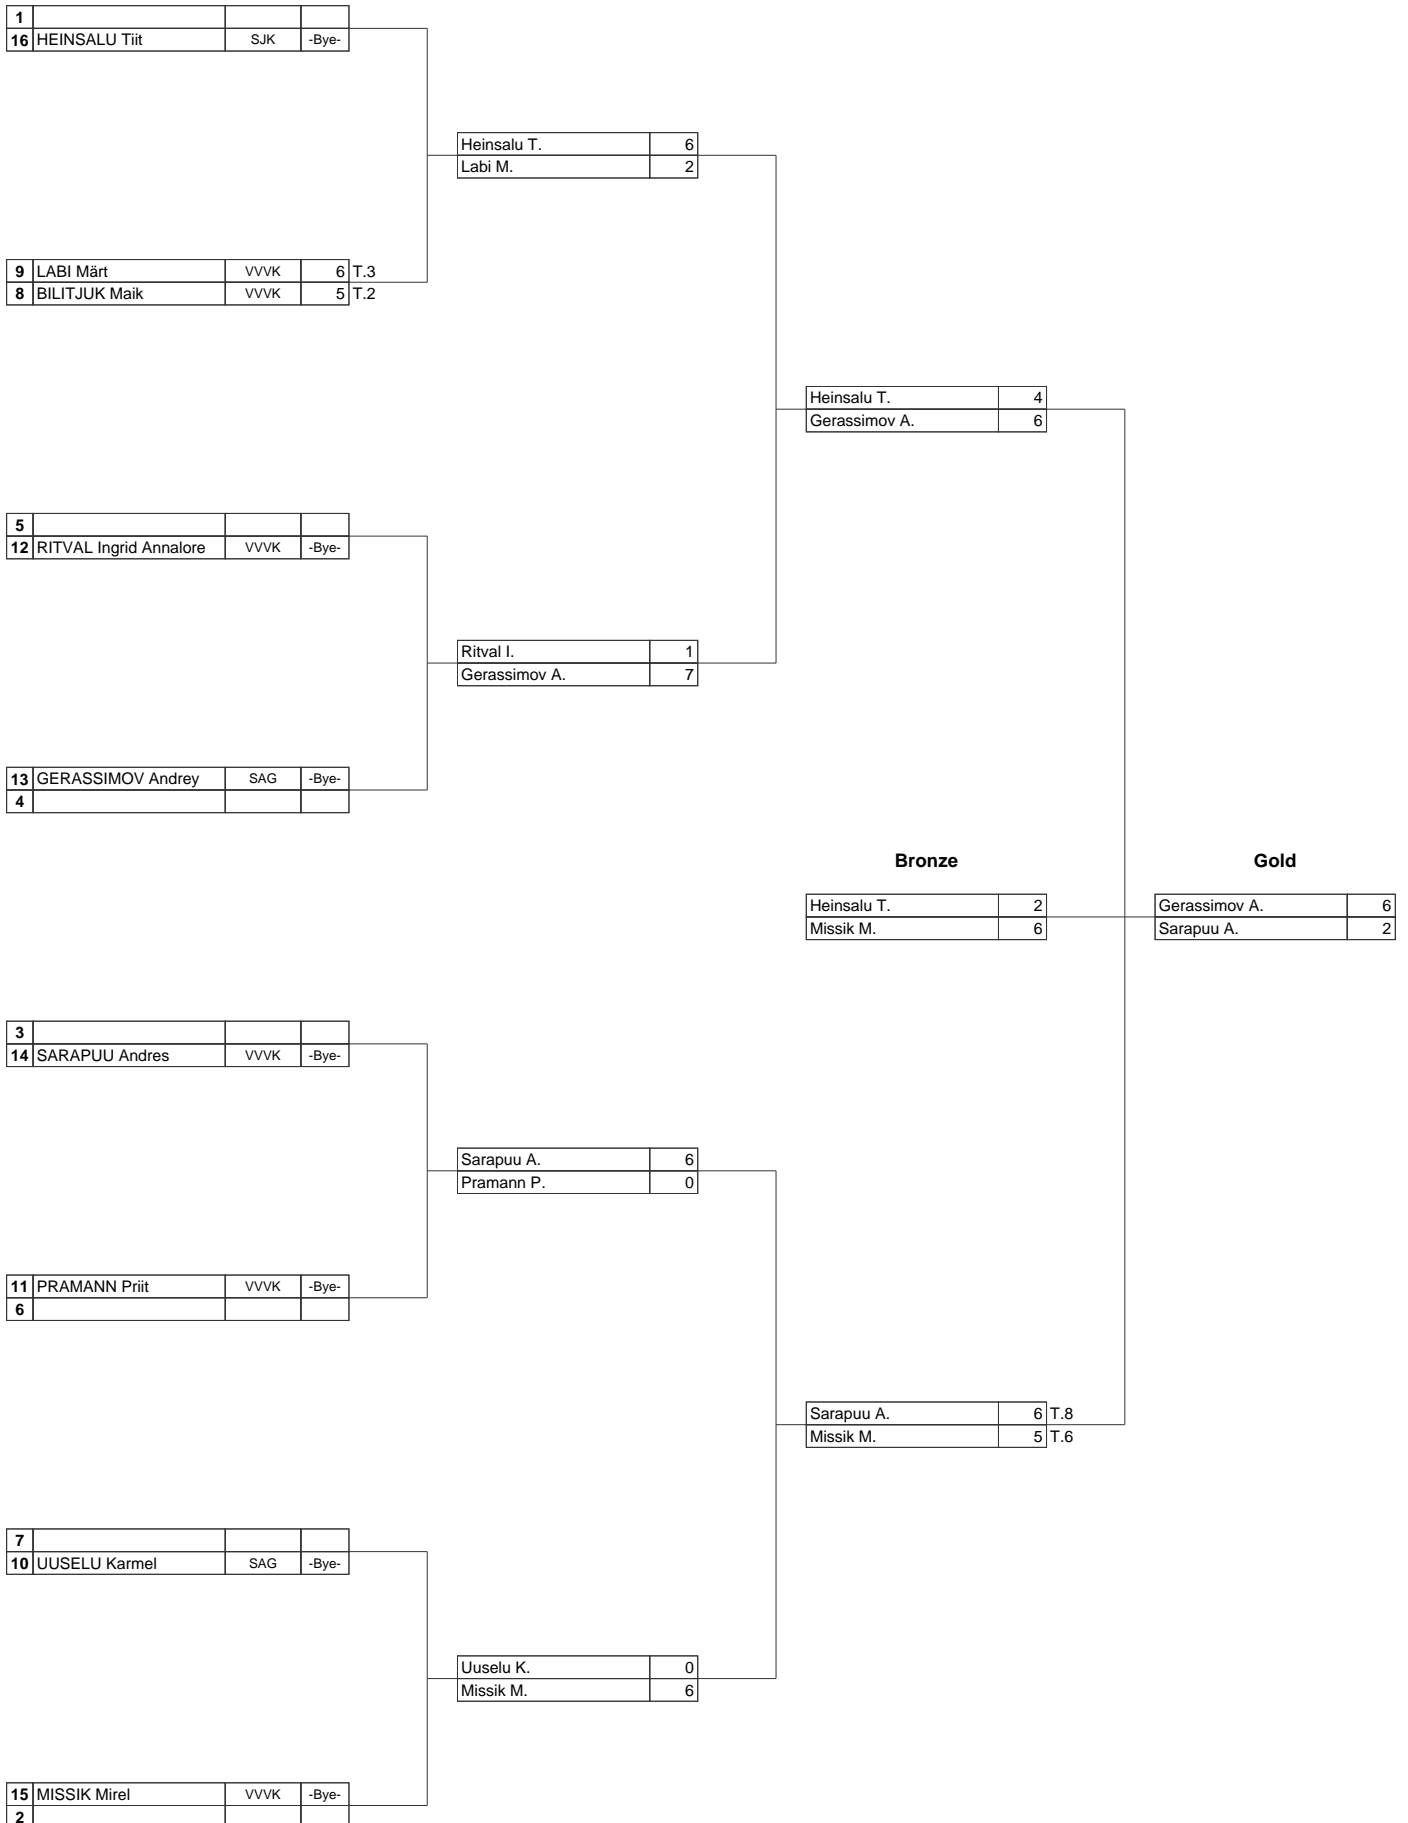 1
16 HEINSALU Tiit SJK -Bye-
Heinsalu T. 6
Labi M. 2
9 LABI Märt VVVK 6 T.3
8 BILITJUK Maik VVVK 5 T.2
Heinsalu T. 4
Gerassimov A. 6
5
12 RITVAL Ingrid Annalore VVVK -Bye-
Ritval I. 1
Gerassimov A. 7
13 GERASSIMOV Andrey SAG -Bye-
4
Bronze Gold
Heinsalu T. 2 Gerassimov A. 6
Missik M. 6 Sarapuu A. 2
3
14 SARAPUU Andres VVVK -Bye-
Sarapuu A. 6
Pramann P. 0
11 PRAMANN Priit VVVK -Bye-
6
Sarapuu A. 6 T.8
Missik M. 5 T.6
7
10 UUSELU Karmel SAG -Bye-
Uuselu K. 0
Missik M. 6
15 MISSIK Mirel VVVK -Bye-
2